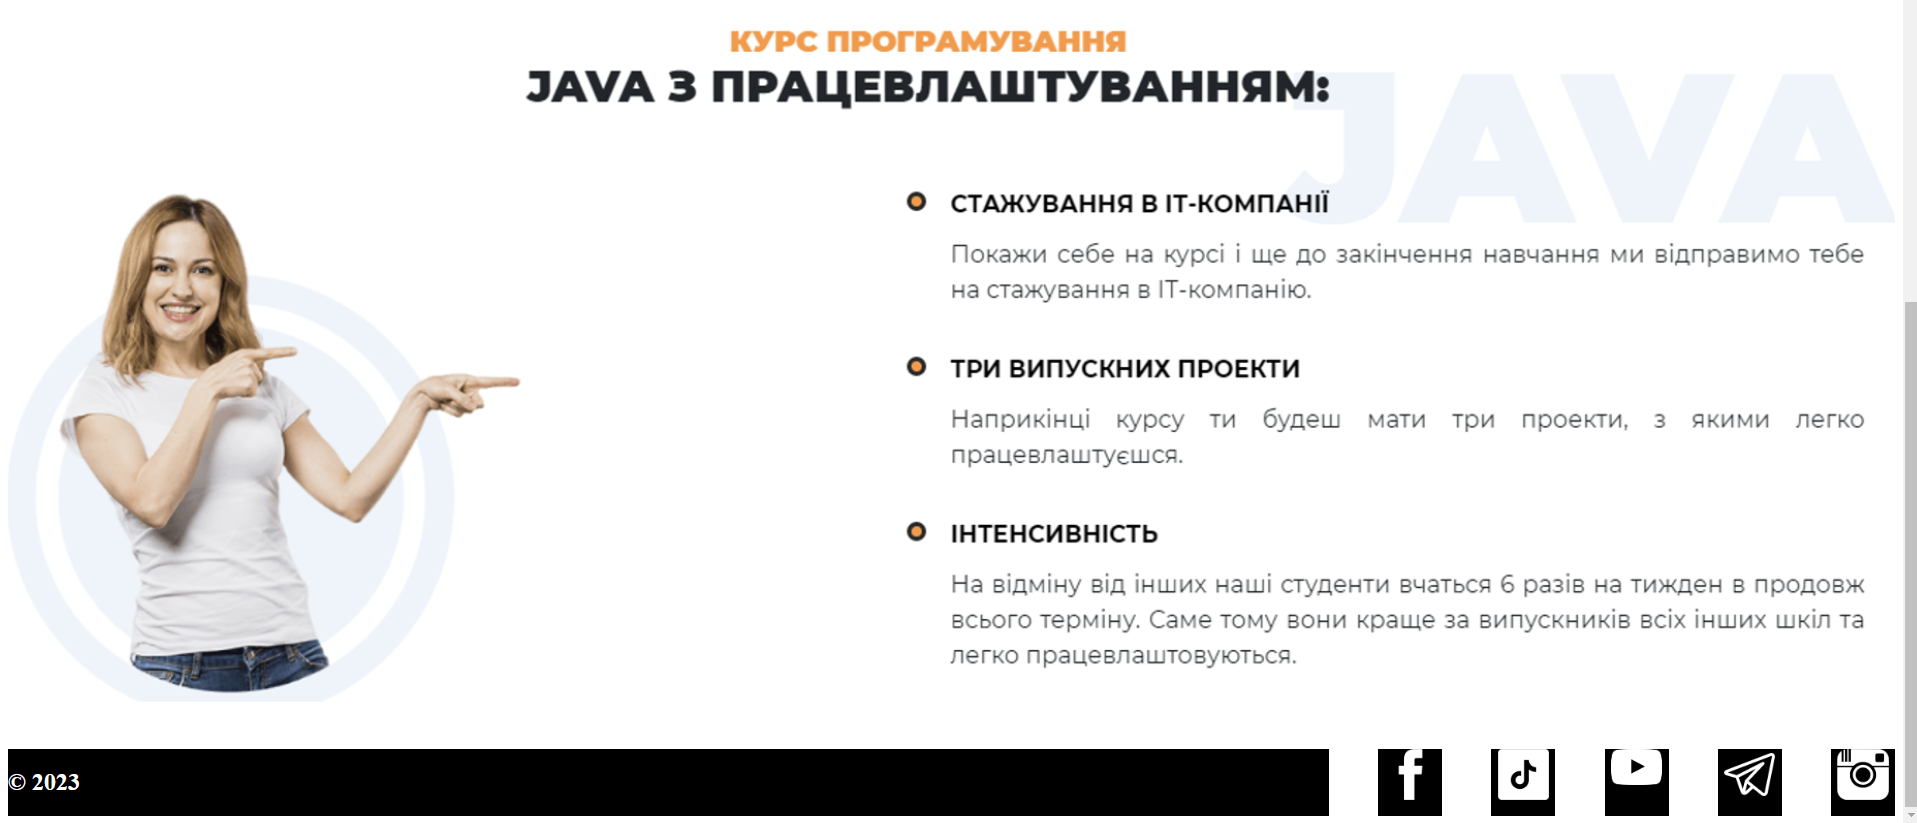 КУРС ПРОГРАМУВАННЯ
JAVA З ПРАЦЕВЛАШТУВАННЯМ:
JAVA
СТАЖУВАННЯ В ІТ-КОМПАНІЇ
Покажи себе на курсі і ще до закінчення навчання ми відправимо тебе
на стажування в ІТ-компанію.
ТРИ ВИПУСКНИХ ПРОЕКТИ
Наприкінці курсу ти будеш мати три проекти, з якими легко
працевлаштуєшся.
ІНТЕНСИВНІСТЬ
На відміну від інших наші студенти вчаться 6 разів на тижден в продовж
всього терміну. Саме тому вони краще за випускників всіх інших шкіл та
легко працевлаштовуються.
© 2023